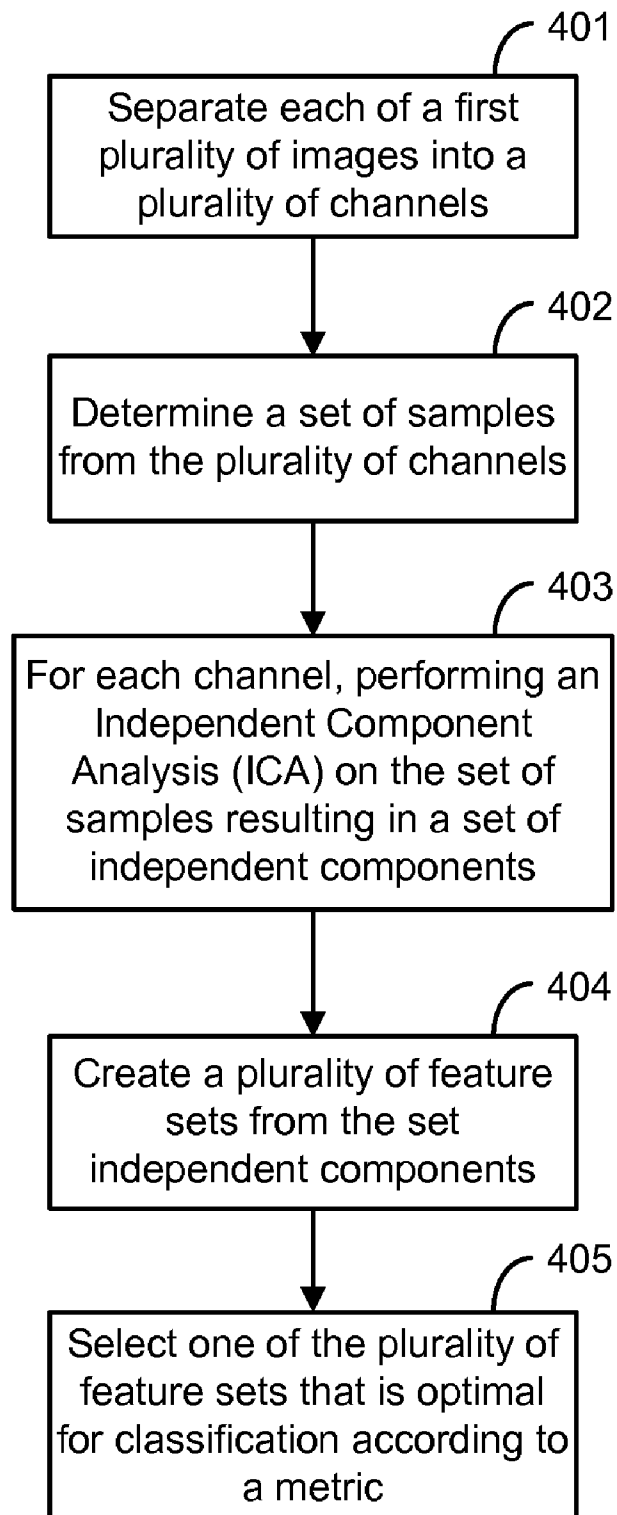 401
Separate each of a first
plurality of images into a
plurality of channels
402
Determine a set of samples
from the plurality of channels
403
For each channel, performing an
Independent Component
Analysis (ICA) on the set of
samples resulting in a set of
independent components
404
Create a plurality of feature
sets from the set
independent components
405
Select one of the plurality of
feature sets that is optimal
for classification according to
a metric